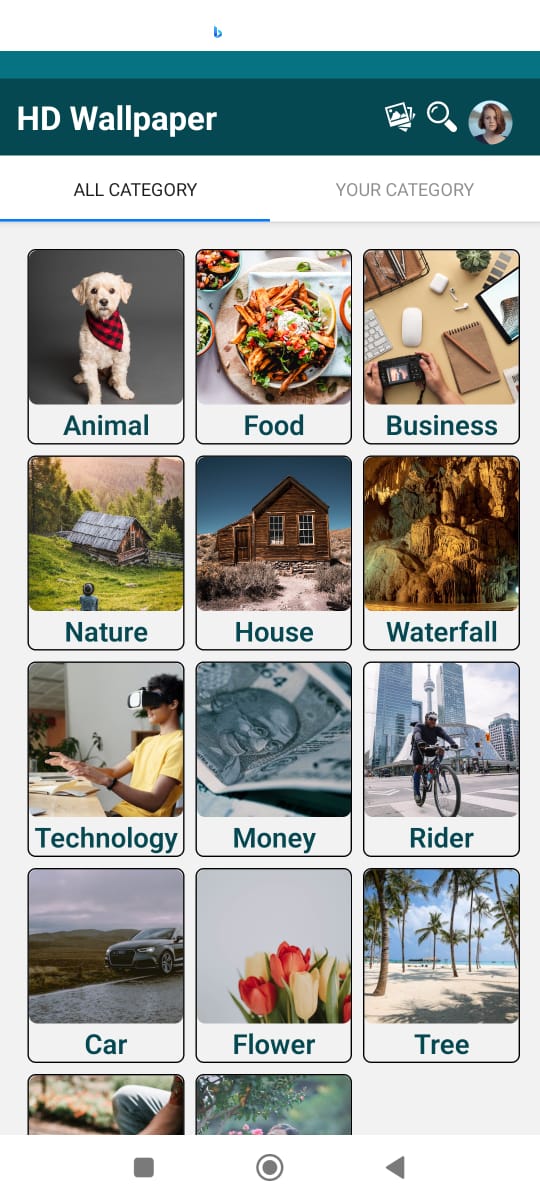 HD Wallpaper
ALL CATEGORY
YOUR CATEGORY
Animal
Food
Business
Nature
House
Waterfall
Technology
Money
Rider
Car
Flower
Tree